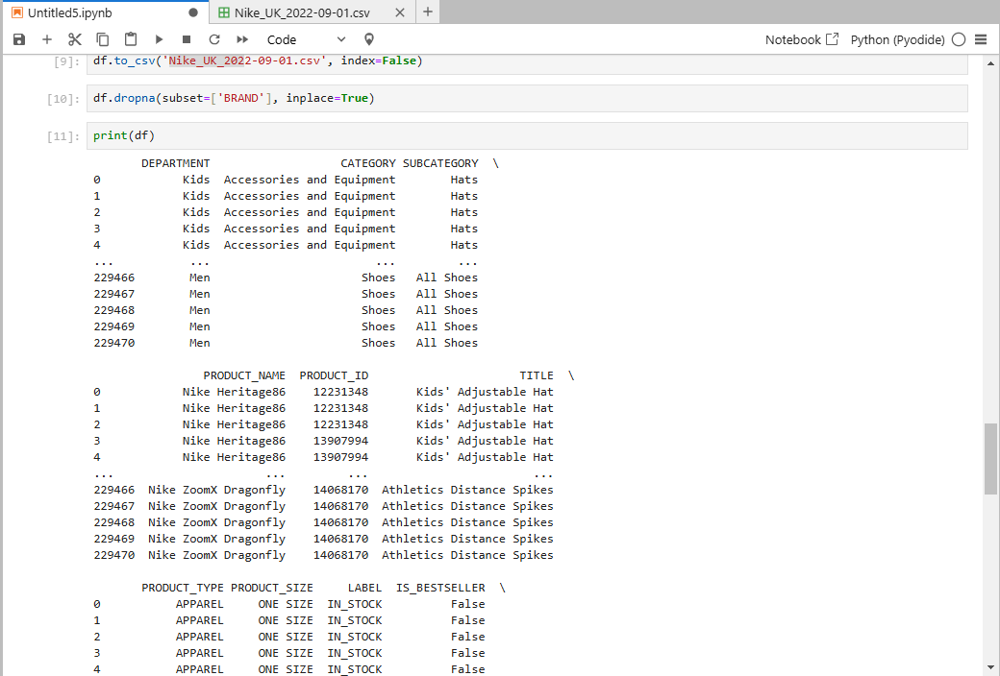 Untitled5.ipynb
Nike_UK_2022-09-01.csv
Code
Notebook
Python (Pyodide)
[9]: df.to_csv('Nike_UK_2022-09-01.csv', index=False)
[10]: df.dropna(subset=['BRAND'], inplace=True)
[11]: print(df)
DEPARTMENT CATEGORY SUBCATEGORY \
0 Kids Accessories and Equipment Hats
1 Kids Accessories and Equipment Hats
2 Kids Accessories and Equipment Hats
3 Kids Accessories and Equipment Hats
4 Kids Accessories and Equipment Hats
... ... ... ...
229466 Men Shoes All Shoes
229467 Men Shoes All Shoes
229468 Men Shoes All Shoes
229469 Men Shoes All Shoes
229470 Men Shoes All Shoes
PRODUCT_NAME PRODUCT_ID TITLE \
0 Nike Heritage86 12231348 Kids' Adjustable Hat
1 Nike Heritage86 12231348 Kids' Adjustable Hat
2 Nike Heritage86 12231348 Kids' Adjustable Hat
3 Nike Heritage86 13907994 Kids' Adjustable Hat
4 Nike Heritage86 13907994 Kids' Adjustable Hat
... ... ... ...
229466 Nike ZoomX Dragonfly 14068170 Athletics Distance Spikes
229467 Nike ZoomX Dragonfly 14068170 Athletics Distance Spikes
229468 Nike ZoomX Dragonfly 14068170 Athletics Distance Spikes
229469 Nike ZoomX Dragonfly 14068170 Athletics Distance Spikes
229470 Nike ZoomX Dragonfly 14068170 Athletics Distance Spikes
PRODUCT_TYPE PRODUCT_SIZE LABEL IS_BESTSELLER \
0 APPAREL ONE SIZE IN_STOCK False
1 APPAREL ONE SIZE IN_STOCK False
2 APPAREL ONE SIZE IN_STOCK False
3 APPAREL ONE SIZE IN_STOCK False
4 APPAREL ONE SIZE IN_STOCK False